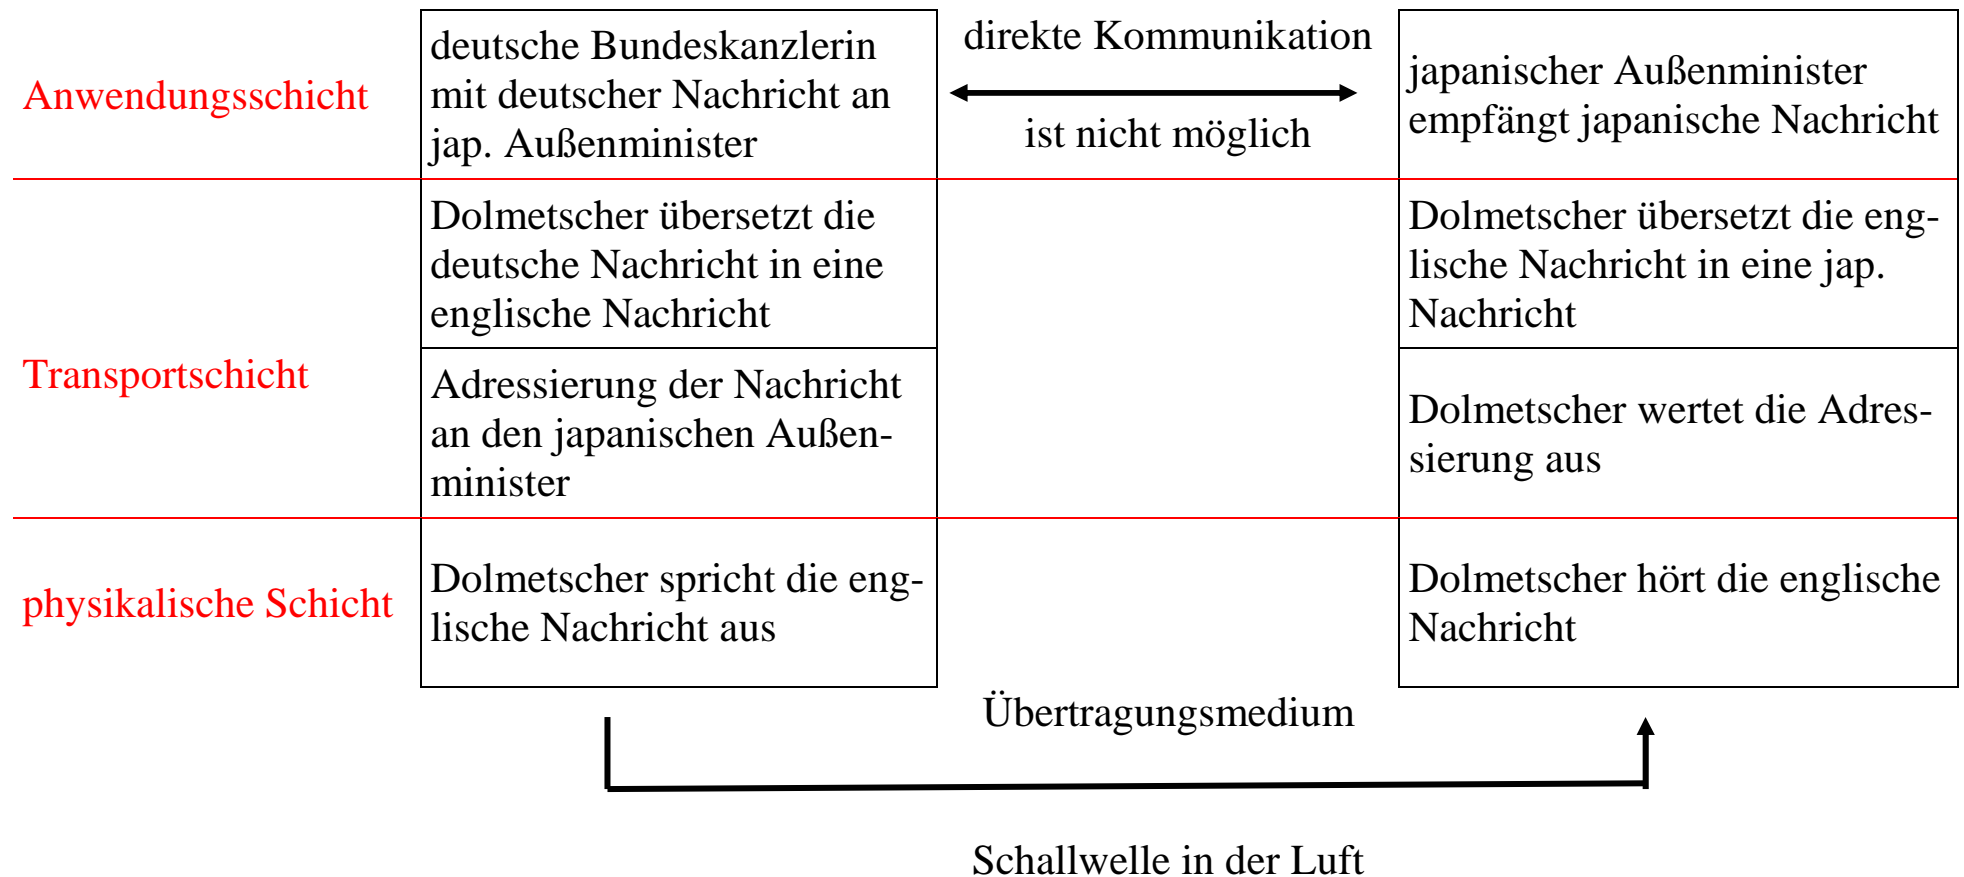 Anwendungsschicht
deutsche Bundeskanzlerin
mit deutscher Nachricht an
jap. Außenminister
direkte Kommunikation
ist nicht möglich
japanischer Außenminister
empfängt japanische Nachricht
Transportschicht
Dolmetscher übersetzt die
deutsche Nachricht in eine
englische Nachricht
Dolmetscher übersetzt die eng-
lische Nachricht in eine jap.
Nachricht
Adressierung der Nachricht
an den japanischen Außen-
minister
Dolmetscher wertet die Adres-
sierung aus
physikalische Schicht
Dolmetscher spricht die eng-
lische Nachricht aus
Dolmetscher hört die englische
Nachricht
Übertragungsmedium
Schallwelle in der Luft